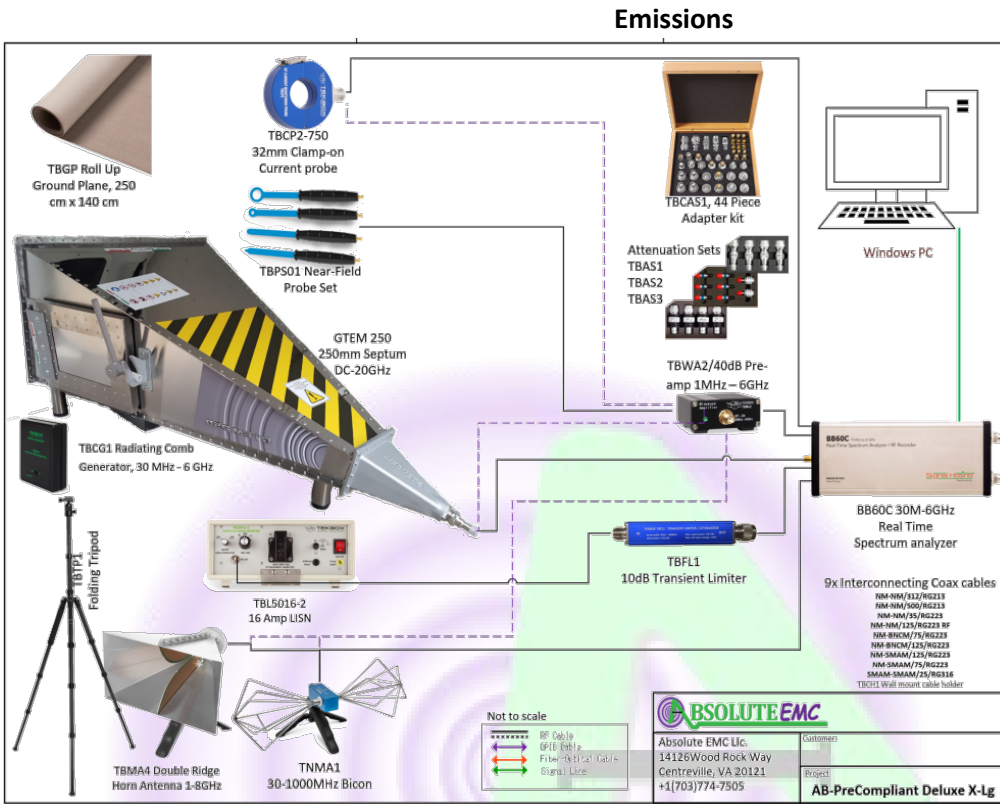 Emissions
TBGP Roll Up
Ground Plane, 250
cm x 140 cm
TBCP2-750
32mm Clamp-on
Current probe
TBPS01 Near-Field
Probe Set
TBCAS1, 44 Piece
Adapter kit
Windows PC
Attenuation Sets
TBAS1
TBAS2
TBAS3
GTEM 250
250mm Septum
DC-20GHz
TBWA2/40dB Pre-
amp 1MHz – 6GHz
TBCG1 Radiating Comb
Generator, 30 MHz - 6 GHz
BB60C
BB60C 30M-6GHz
Real Time
Spectrum analyzer
TBTP1
Folding Tripod
TBL5016-2
16 Amp LISN
TBFL1
10dB Transient Limiter
9x Interconnecting Coax cables
NM-NM/312/RG213
NM-NM/500/RG213
NM-NM/35/RG223
NM-NM/125/RG223 RF
NM-BNCM/75/RG223
NM-BNCM/125/RG223
NM-SMAM/125/RG223
NM-SMAM/75/RG223
SMAM-SMAM/25/RG316
TBCH1 Wall mount cable holder
TBMA4 Double Ridge
Horn Antenna 1-8GHz
TNMA1
30-1000MHz Bicon
Not to scale
RF Cable
GPIB Cable
Fiber-Optical Cable
Signal Line
ABSOLUTEEMC
Absolute EMC Llc.
14126Wood Rock Way
Centreville, VA 20121
+1(703)774-7505
Customer:
Project
AB-PreCompliant Deluxe X-Lg